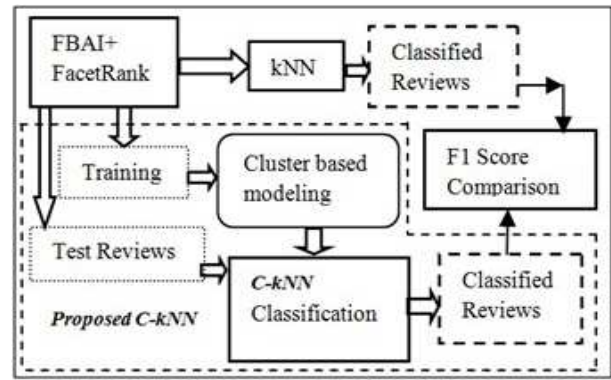 FBAI+
FacetRank
kNN
Classified
Reviews
Training
Cluster based
modeling
F1 Score
Comparison
Test Reviews
C-kNN
Classification
Classified
Reviews
Proposed C-kNN